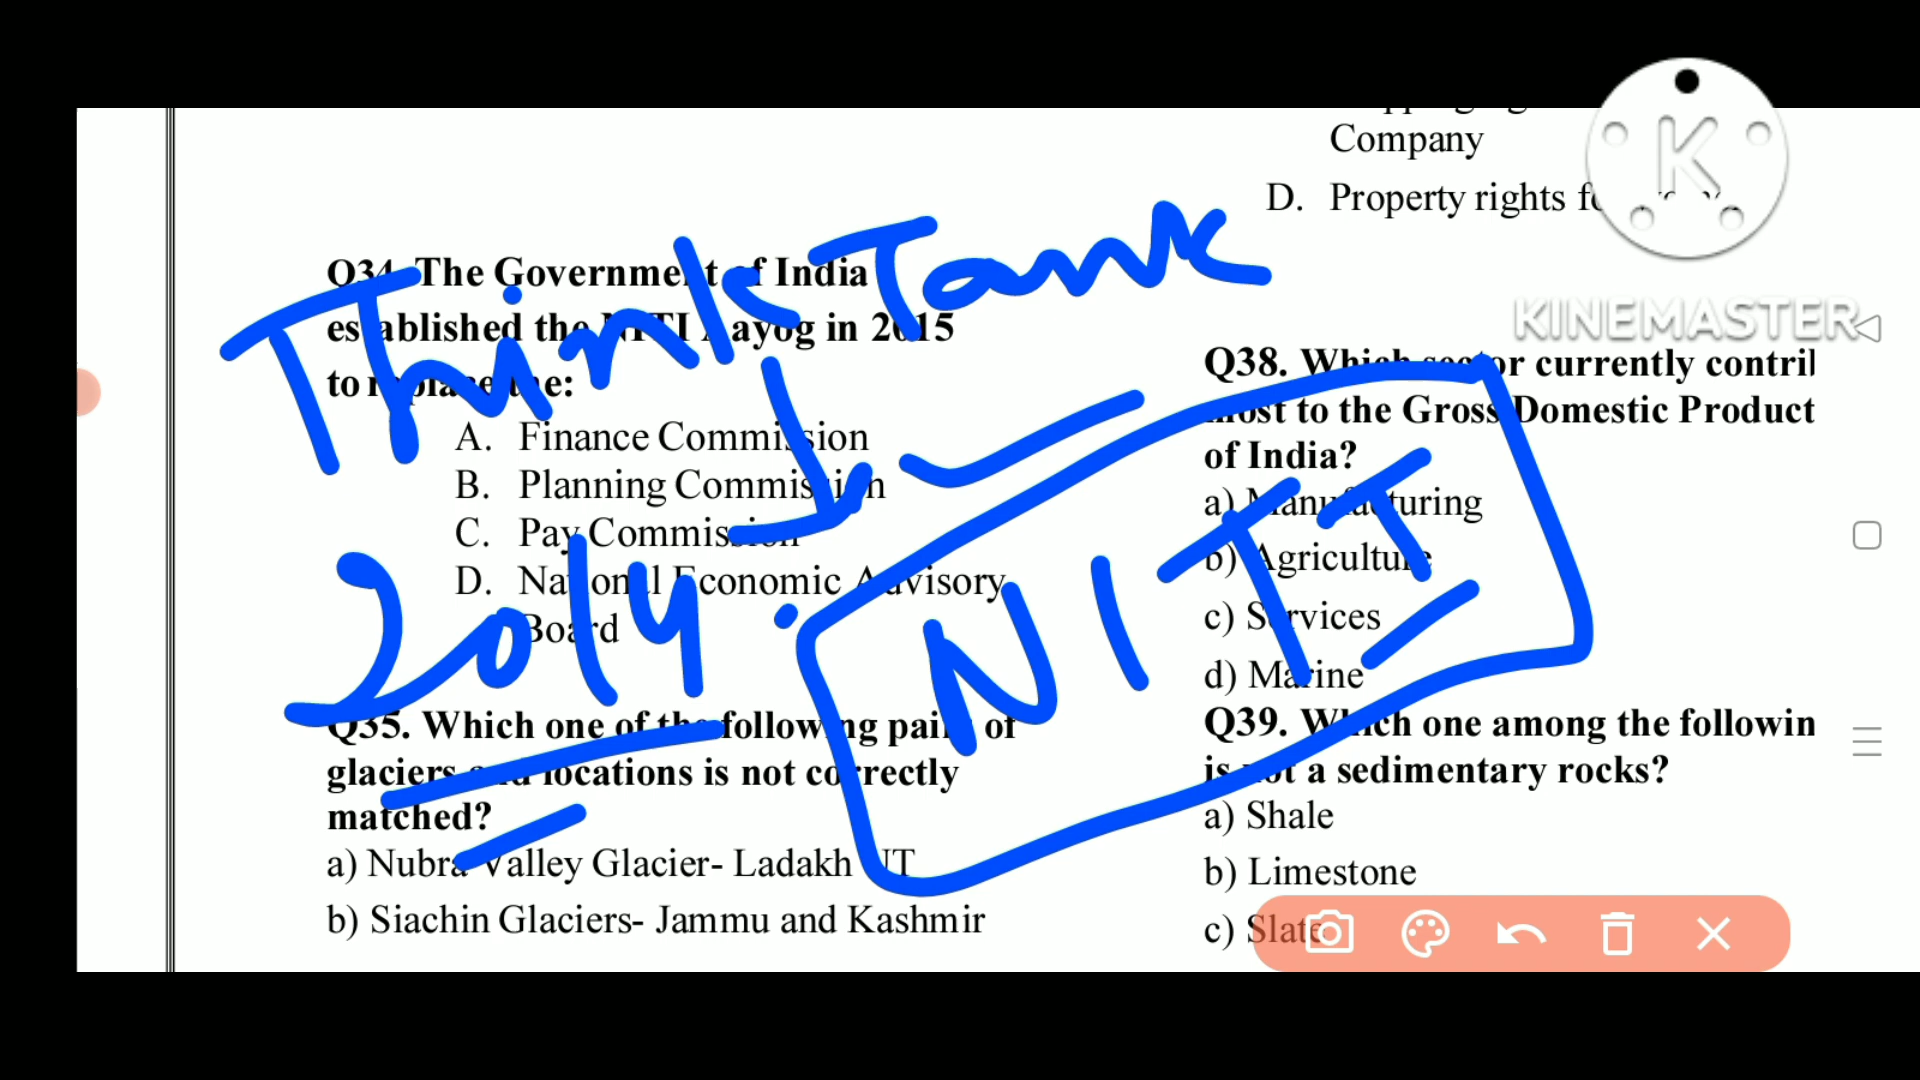 Company
D. Property rights
Q34. The Government of India
established the NITI Aayog in 2015
to replace the:
A. Finance Commission
B. Planning Commission
C. Pay Commission
D. National Economic Advisory
Board
Q35. Which one of the following pairs of
glaciers and locations is not correctly
matched?
a) Nubra Valley Glacier- Ladakh UT
b) Siachin Glaciers- Jammu and Kashmir
Q38. Which sector currently
most to the Gross Domestic Product
of India?
a) Manufacturing
b) Agriculture
c) Services
d) Marine
Q39. Which one among the
is not a sedimentary rocks?
a) Shale
b) Limestone
c) Slate
Think Tank
2014
NITI
K
KINEMASTER